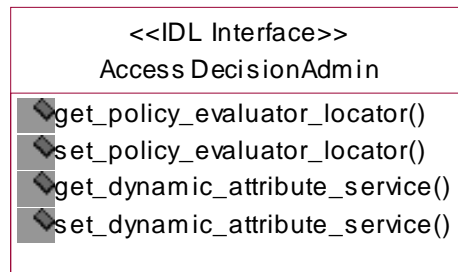 <<IDL Interface>>
Access DecisionAdmin
get_policy_evaluator_locator()
set_policy_evaluator_locator()
get_dynamic_attribute_service()
set_dynamic_attribute_service()